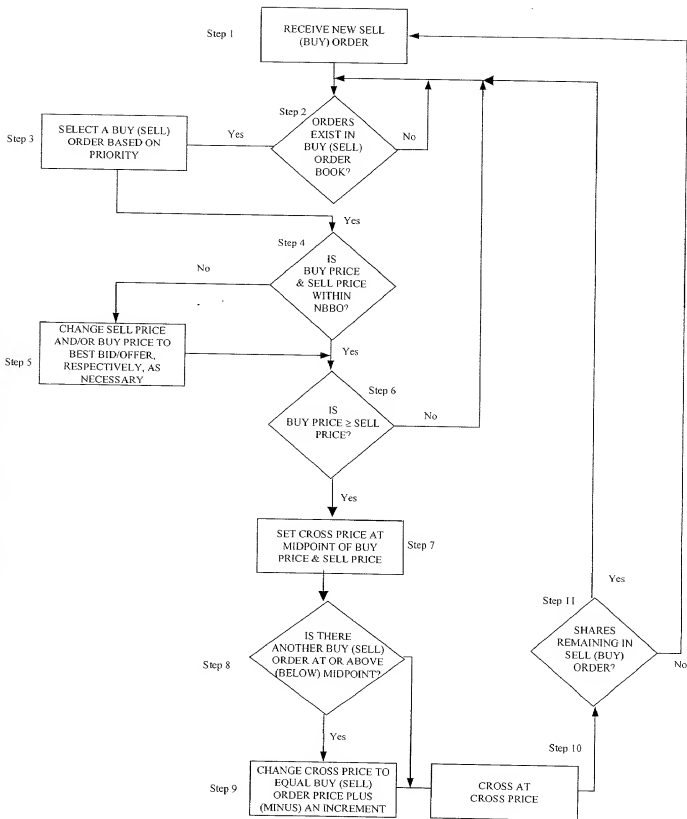 Step 1
RECEIVE NEW SELL
(BUY) ORDER
Step 2
ORDERS
EXIST IN
BUY (SELL)
ORDER
BOOK?
Yes
No
Step 3
SELECT A BUY (SELL)
ORDER BASED ON
PRIORITY
Yes
Step 4
IS
BUY PRICE
& SELL PRICE
WITHIN
NBBO?
No
Yes
Step 5
CHANGE SELL PRICE
AND/OR BUY PRICE TO
BEST BID/OFFER,
RESPECTIVELY, AS
NECESSARY
Step 6
IS
BUY PRICE ≥ SELL
PRICE?
No
Yes
SET CROSS PRICE AT
MIDPOINT OF BUY
PRICE & SELL PRICE
Step 7
Step 8
IS THERE
ANOTHER BUY (SELL)
ORDER AT OR ABOVE
(BELOW) MIDPOINT?
Yes
Step 9
CHANGE CROSS PRICE TO
EQUAL BUY (SELL)
ORDER PRICE PLUS
(MINUS) AN INCREMENT
Step 10
CROSS AT
CROSS PRICE
Step 11
SHARES
REMAINING IN
SELL (BUY)
ORDER?
Yes
No